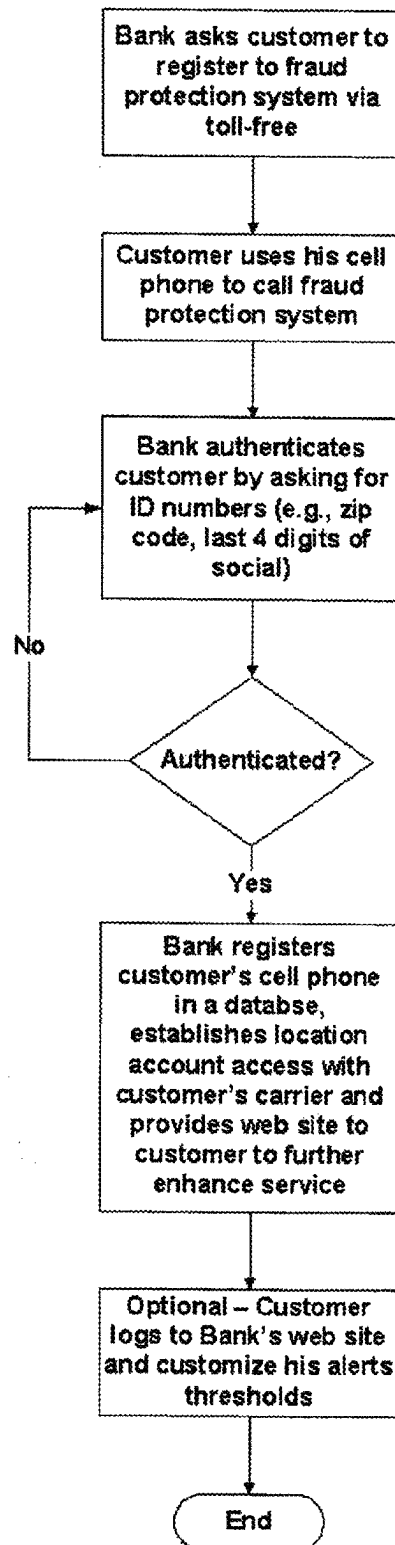 Bank asks customer to
register to fraud
protection system via
toll-free
Customer uses his cell
phone to call fraud
protection system
Bank authenticates
customer by asking for
ID numbers (e.g., zip
code, last 4 digits of
social)
No
Authenticated?
Yes
Bank registers
customer's cell phone
in a databse,
establishes location
account access with
customer's carrier and
provides web site to
customer to further
enhance service
Optional – Customer
logs to Bank's web site
and customize his alerts
thresholds
End